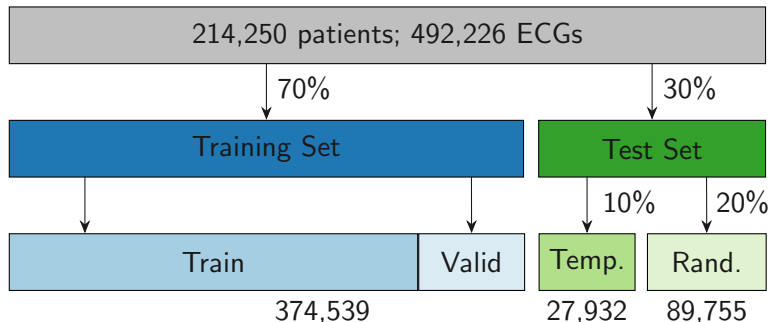 214,250 patients; 492,226 ECGs
70% 30%
Training Set Test Set
10% 20%
Train Valid Temp. Rand.
374,539 27,932 89,755